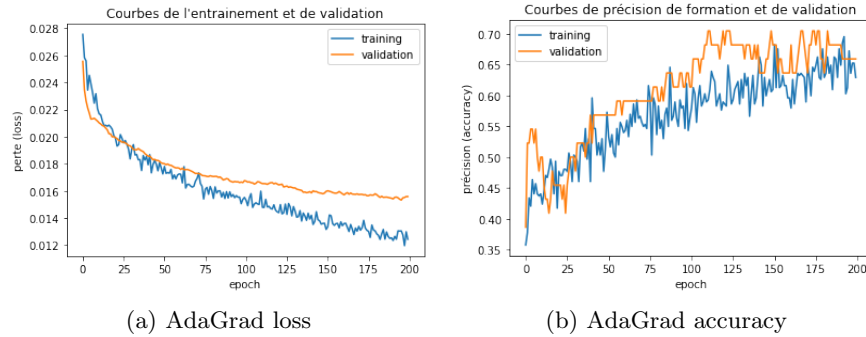 Courbes de l'entrainement et de validation
0.028
0.026
0.024
0.022
0.020
0.018
0.016
0.014
0.012
perte (loss)
training
validation
0 25 50 75 100 125 150 175 200
epoch
(a) AdaGrad loss
Courbes de précision de formation et de validation
0.70
0.65
0.60
0.55
0.50
0.45
0.40
0.35
précision (accuracy)
training
validation
0 25 50 75 100 125 150 175 200
epoch
(b) AdaGrad accuracy